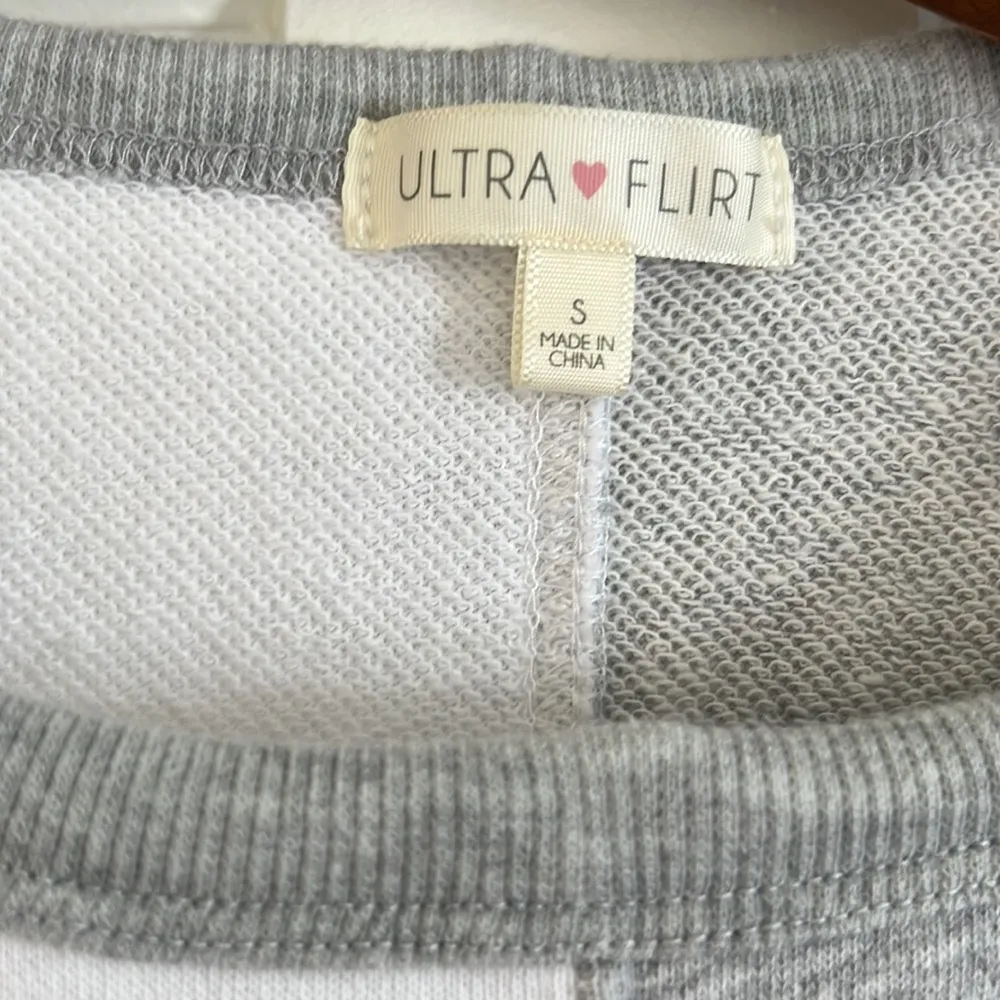 ULTRA ♥ FLIRT
S
MADE IN
CHINA